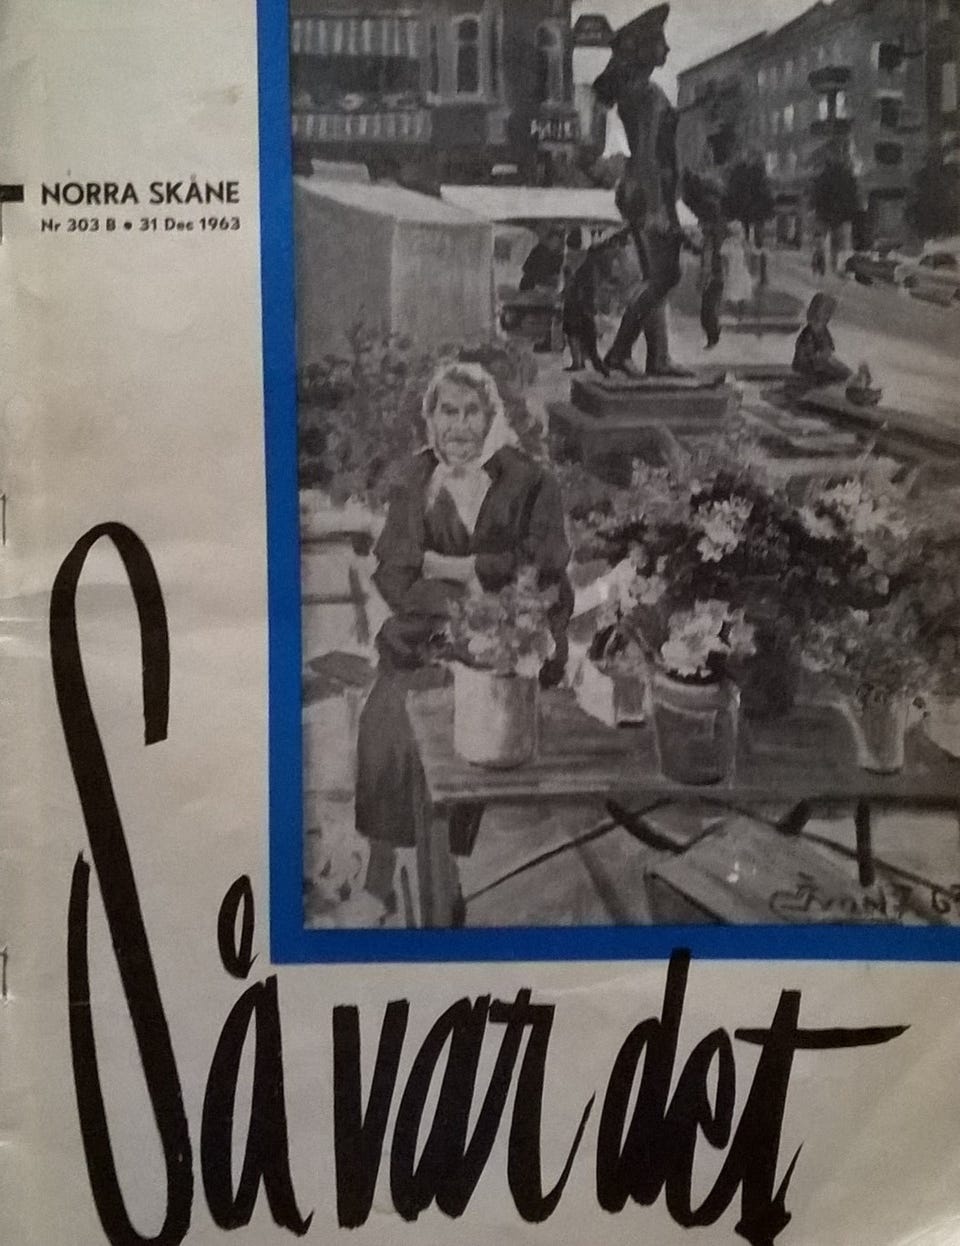 NORRA SKÅNE
Nr 303 B • 31 Dec 1963
Så var det